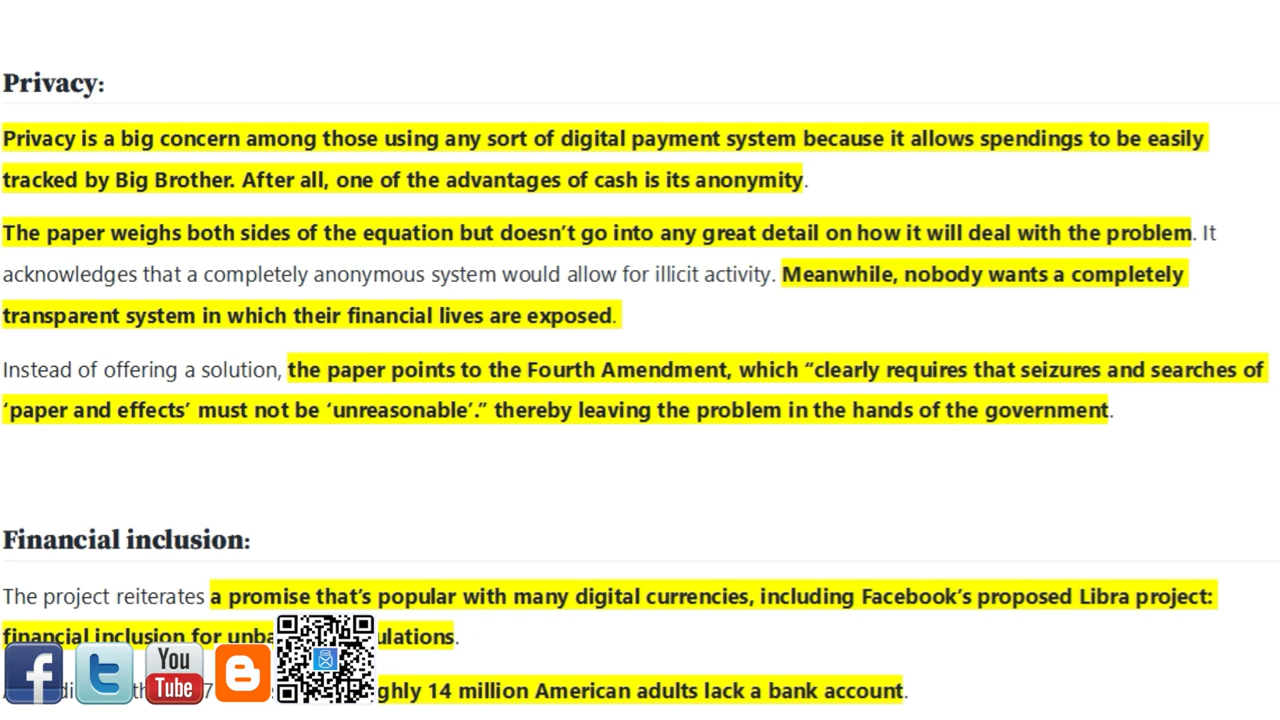 Privacy:
Privacy is a big concern among those using any sort of digital payment system because it allows spendings to be easily
tracked by Big Brother. After all, one of the advantages of cash is its anonymity.
The paper weighs both sides of the equation but doesn’t go into any great detail on how it will deal with the problem. It
acknowledges that a completely anonymous system would allow for illicit activity. Meanwhile, nobody wants a completely
transparent system in which their financial lives are exposed.
Instead of offering a solution, the paper points to the Fourth Amendment, which “clearly requires that seizures and searches of
‘paper and effects’ must not be ‘unreasonable’.” thereby leaving the problem in the hands of the government.
Financial inclusion:
The project reiterates a promise that’s popular with many digital currencies, including Facebook’s proposed Libra project:
financial inclusion for unba ulations.
ghly 14 million American adults lack a bank account.
You
Tube